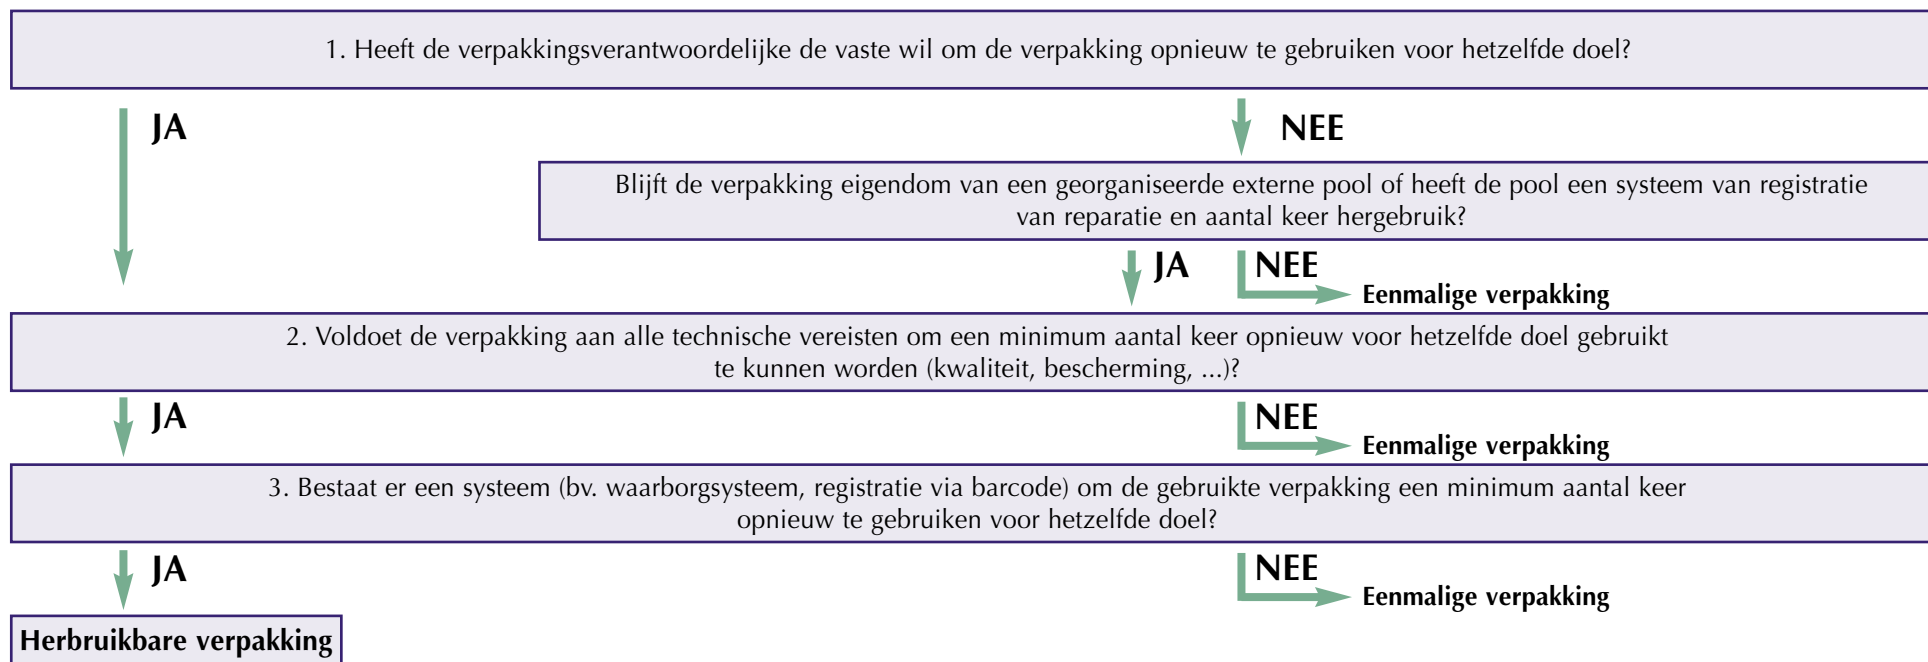 1. Heeft de verpakkingsverantwoordelijke de vaste wil om de verpakking opnieuw te gebruiken voor hetzelfde doel?
JA
NEE
Blijft de verpakking eigendom van een georganiseerde externe pool of heeft de pool een systeem van registratie
van reparatie en aantal keer hergebruik?
JA
NEE
Eenmalige verpakking
2. Voldoet de verpakking aan alle technische vereisten om een minimum aantal keer opnieuw voor hetzelfde doel gebruikt
te kunnen worden (kwaliteit, bescherming, ...)?
JA
NEE
Eenmalige verpakking
3. Bestaat er een systeem (bv. waarborgsysteem, registratie via barcode) om de gebruikte verpakking een minimum aantal keer
opnieuw te gebruiken voor hetzelfde doel?
JA
NEE
Eenmalige verpakking
Herbruikbare verpakking